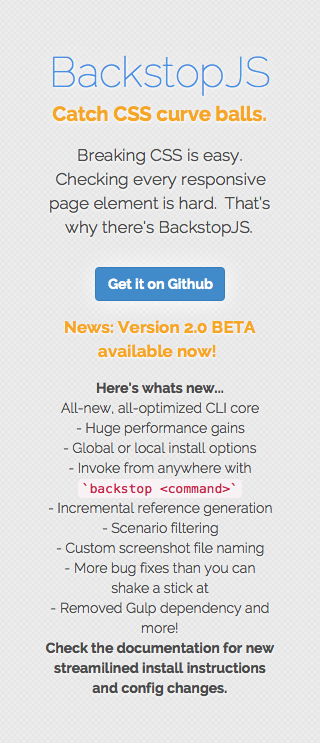 BackstopJS
Catch CSS curve balls.
Breaking CSS is easy.
Checking every responsive
page element is hard.  That's
why there's BackstopJS.
Get it on Github
News: Version 2.0 BETA
available now!
Here's whats new...
All-new, all-optimized CLI core
- Huge performance gains
- Global or local install options
- Invoke from anywhere with
`backstop <command>`
- Incremental reference generation
- Scenario filtering
- Custom screenshot file naming
- More bug fixes than you can
shake a stick at
- Removed Gulp dependency and
more!
Check the documentation for new
streamilined install instructions
and config changes.